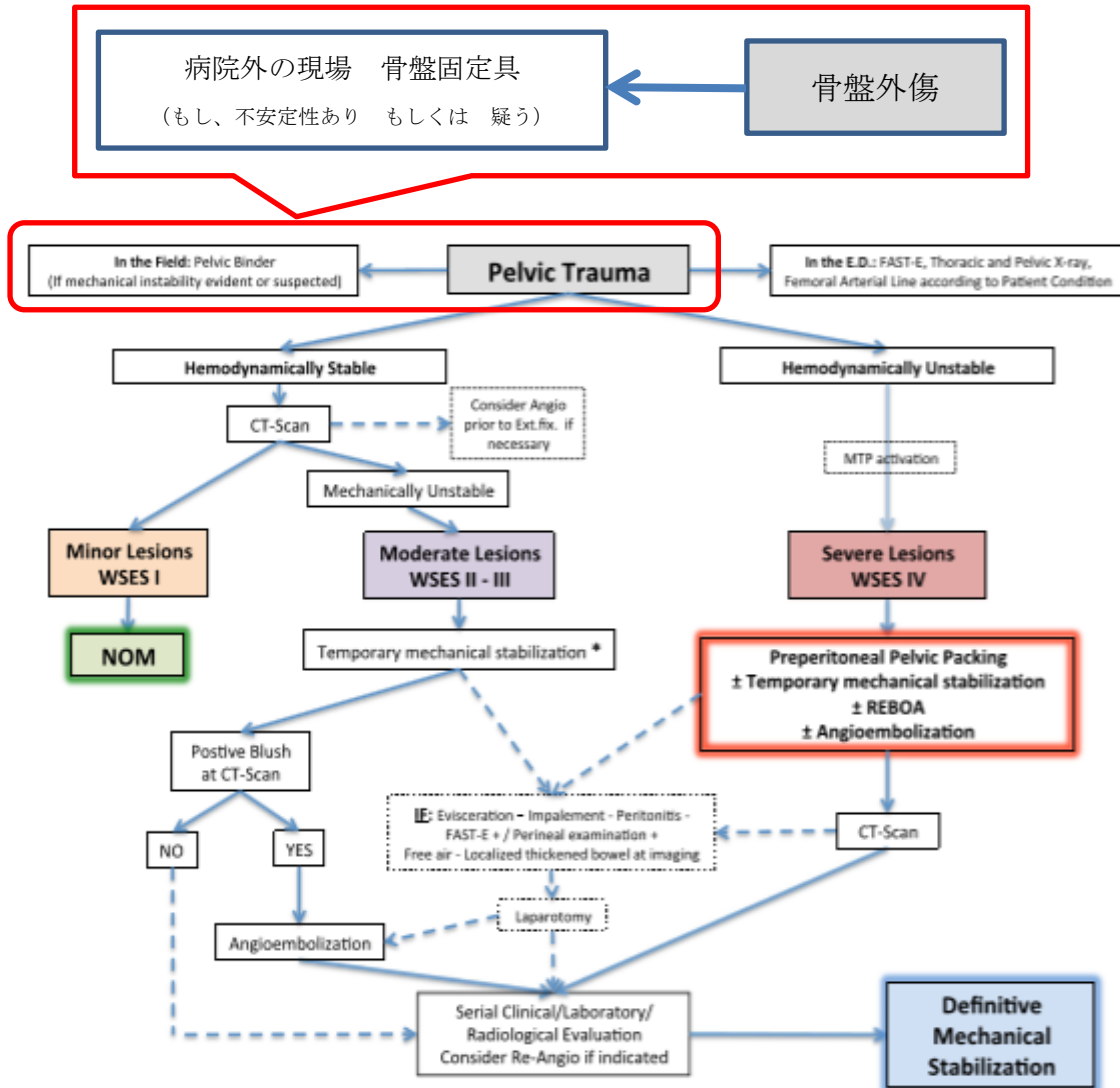 病院外の現場　骨盤固定具
（もし、不安定性あり　もしくは　疑う）
骨盤外傷
In the Field: Pelvic Binder
(If mechanical instability evident or suspected)
Pelvic Trauma
In the E.D.: FAST-E, Thoracic and Pelvic X-ray,
Femoral Arterial Line according to Patient Condition
Hemodynamically Stable
Hemodynamically Unstable
CT-Scan
Consider Angio
prior to Ext.fix. if
necessary
MTP activation
Mechanically Unstable
Minor Lesions
WSES I
Moderate Lesions
WSES II - III
Severe Lesions
WSES IV
NOM
Temporary mechanical stabilization *
Preperitoneal Pelvic Packing
± Temporary mechanical stabilization
± REBOA
± Angioembolization
Postive Blush
at CT-Scan
IF: Evisceration – Impalement - Peritonitis -
FAST-E + / Perineal examination +
Free air - Localized thickened bowel at imaging
CT-Scan
NO
YES
Laparotomy
Angioembolization
Serial Clinical/Laboratory/
Radiological Evaluation
Consider Re-Angio if indicated
Definitive
Mechanical
Stabilization